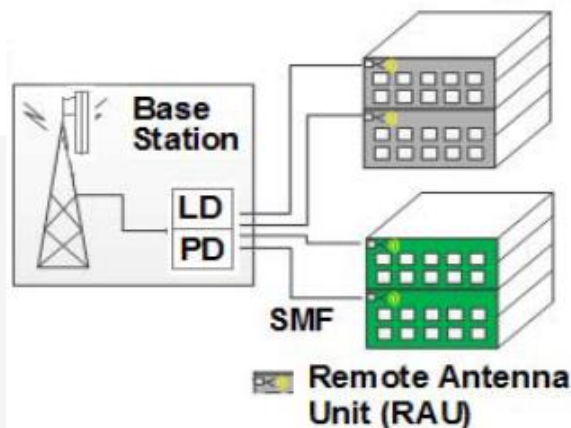 Base
Station
LD
PD
SMF
Remote Antenna
Unit (RAU)